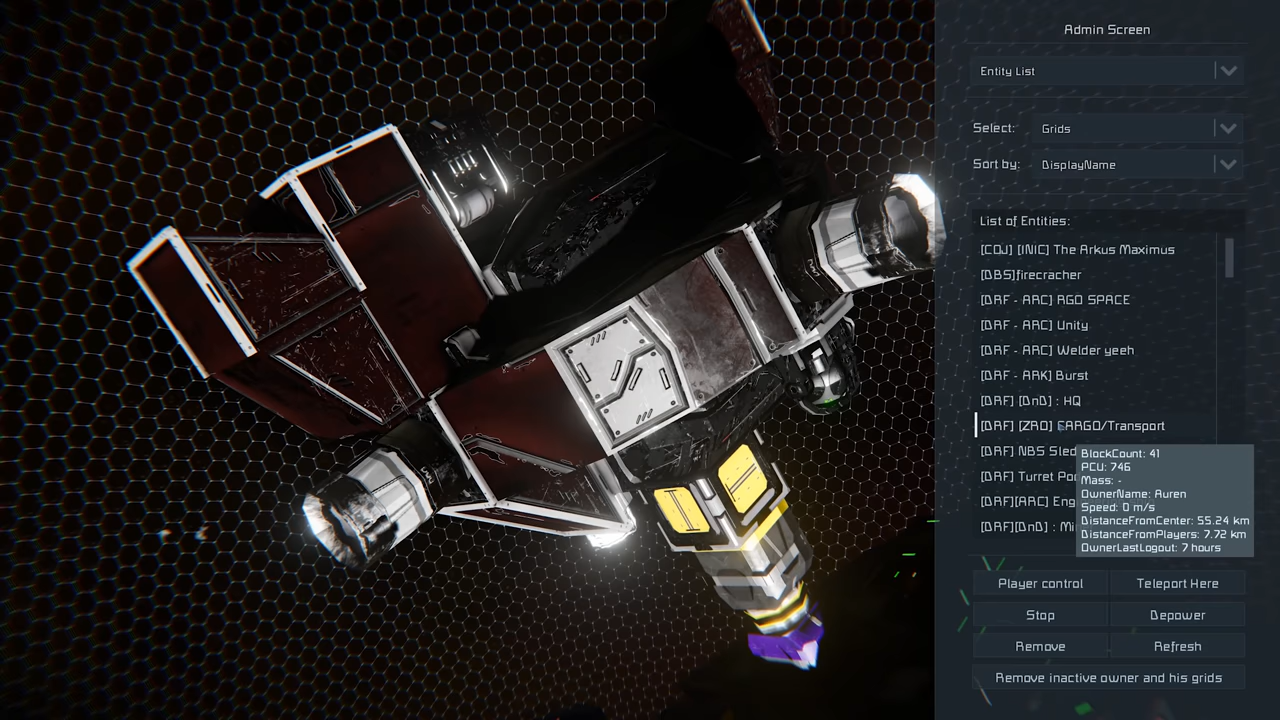 Admin Screen
Entity List
Select: Grids
Sort by: DisplayName
List of Entities:
[COJ] [INIC] The Arkus Maximus
[DBS]firecracher
[DRF - ARC] RGO SPACE
[DRF - ARC] Unity
[DRF - ARC] Welder yeeh
[DRF - ARK] Burst
[DRF] [DnD] : HQ
[DRF] [ZRO] CARGO/Transport
[DRF] NBS Sled
[DRF] Turret Po
[DRF][ARC] Eng
[DRF][DnD] : Mi
BlockCount: 41
PCU: 746
Mass: -
OwnerName: Auren
Speed: 0 m/s
DistanceFromCenter: 55.24 km
DistanceFromPlayers: 7.72 km
OwnerLastLogout: 7 hours
Player control Teleport Here
Stop Depower
Remove Refresh
Remove inactive owner and his grids